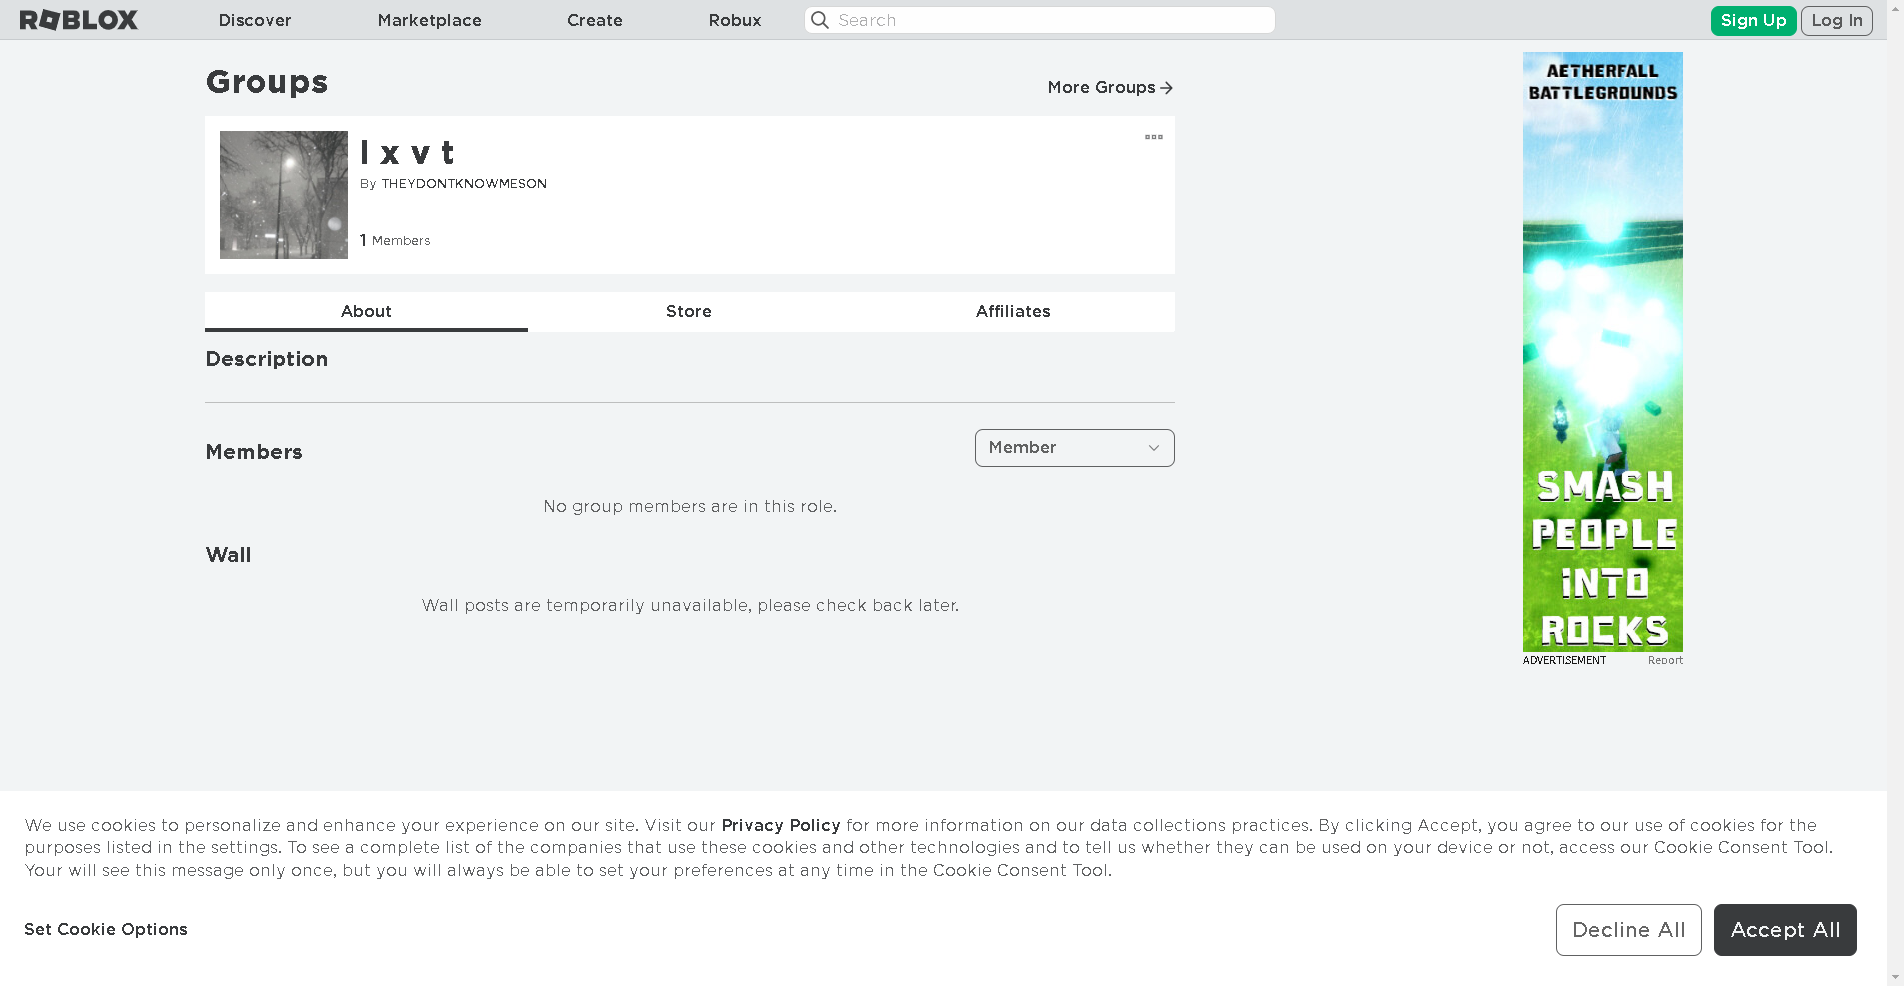 ROBLOX
Discover
Marketplace
Create
Robux
Search
Sign Up
Log In
Groups
More Groups
l x v t
By THEYDONTKNOWMESON
1 Members
About
Store
Affiliates
Description
Members
Member
No group members are in this role.
Wall
Wall posts are temporarily unavailable, please check back later.
AETHERFALL
BATTLEGROUNDS
SMASH
PEOPLE
INTO
ROCKS
ADVERTISEMENT
Report
We use cookies to personalize and enhance your experience on our site. Visit our Privacy Policy for more information on our data collections practices. By clicking Accept, you agree to our use of cookies for the
purposes listed in the settings. To see a complete list of the companies that use these cookies and other technologies and to tell us whether they can be used on your device or not, access our Cookie Consent Tool.
Your will see this message only once, but you will always be able to set your preferences at any time in the Cookie Consent Tool.
Set Cookie Options
Decline All
Accept All